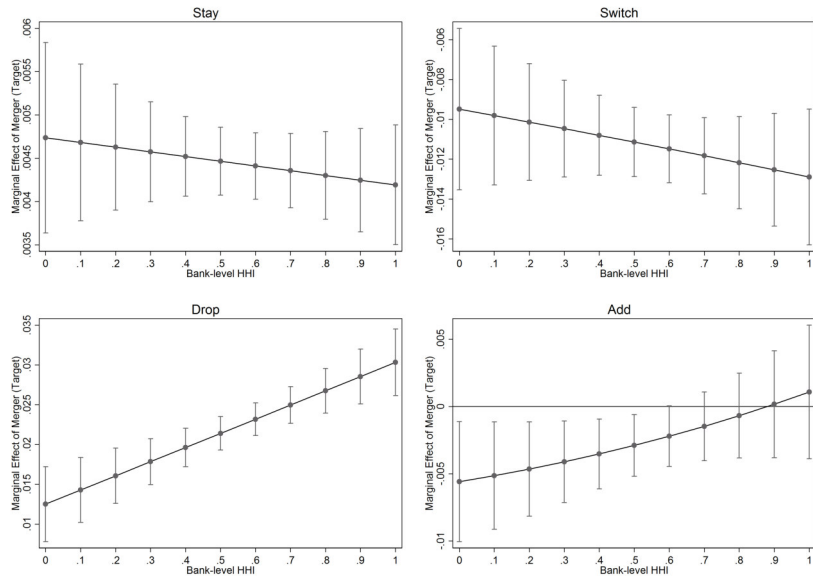 Stay
Marginal Effect of Merger (Target)
.006
.0055
.005
.0045
.004
.0035
0 .1 .2 .3 .4 .5 .6 .7 .8 .9 1
Bank-level HHI
Switch
Marginal Effect of Merger (Target)
-.006
-.008
-.01
-.012
-.014
-.016
0 .1 .2 .3 .4 .5 .6 .7 .8 .9 1
Bank-level HHI
Drop
Marginal Effect of Merger (Target)
.035
.03
.025
.02
.015
.01
0 .1 .2 .3 .4 .5 .6 .7 .8 .9 1
Bank-level HHI
Add
Marginal Effect of Merger (Target)
.005
0
-.005
-.01
0 .1 .2 .3 .4 .5 .6 .7 .8 .9 1
Bank-level HHI